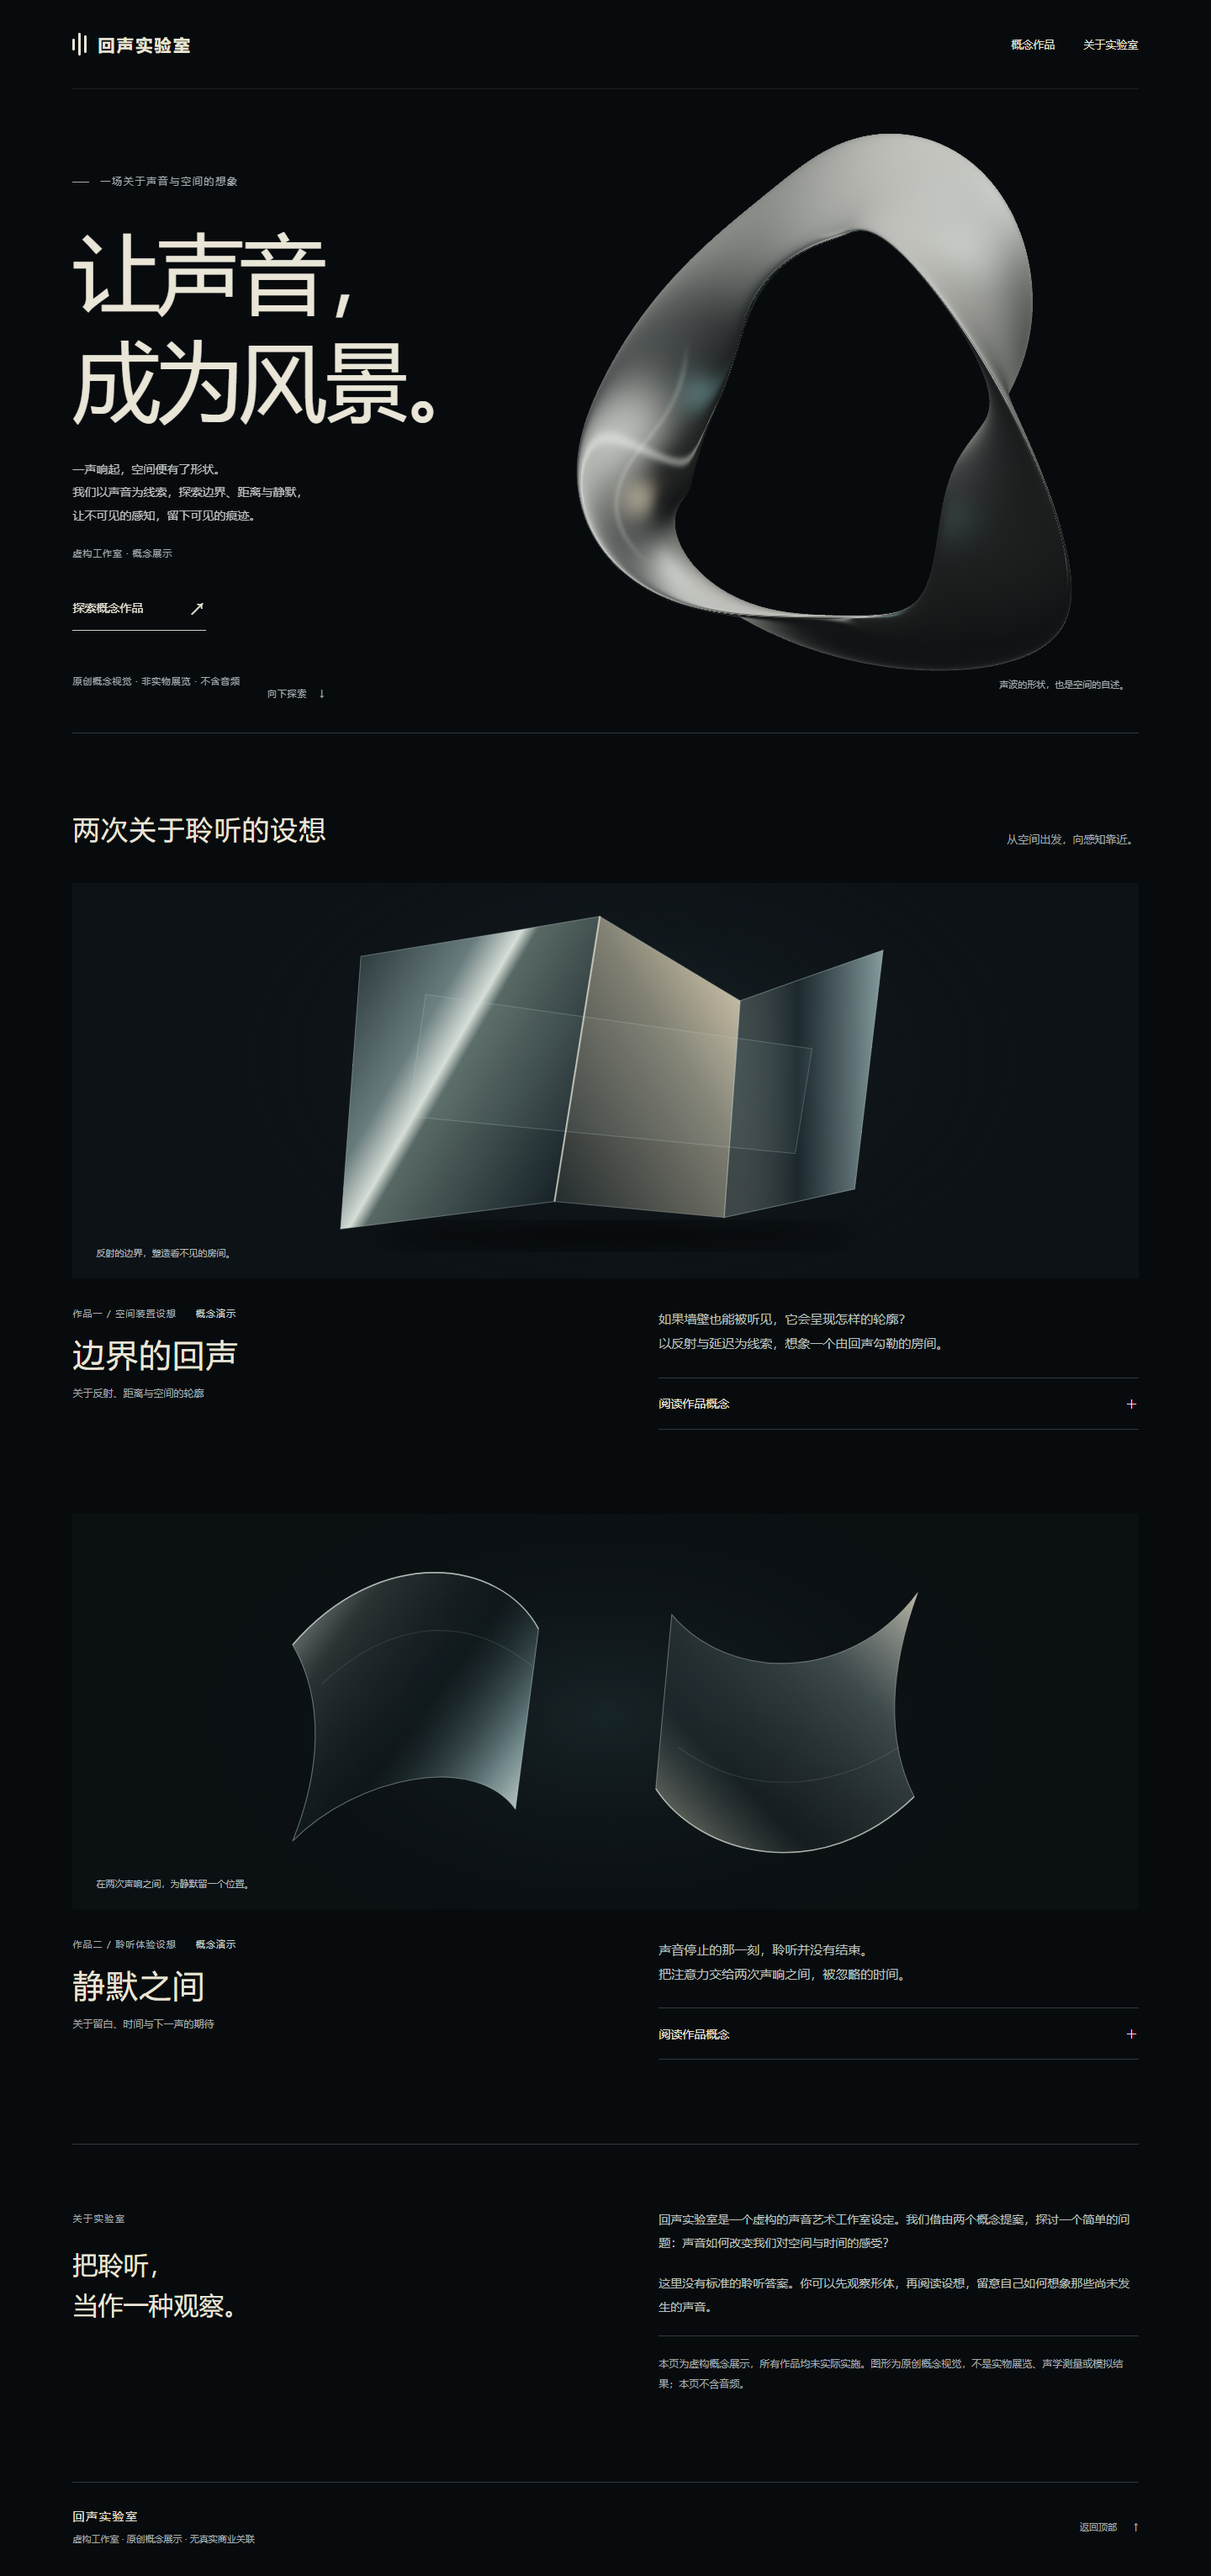 回声实验室
概念作品
关于实验室
一场关于声音与空间的想象
让声音，
成为风景。
一声响起，空间便有了形状。
我们以声音为线索，探索边界、距离与静默，
让不可见的感知，留下可见的痕迹。
虚构工作室 · 概念展示
探索概念作品 ↗
原创概念视觉 · 非实物展览 · 不含音频
向下探索 ↓
声波的形状，也是空间的自述。
两次关于聆听的设想
从空间出发，向感知靠近。
反射的边界，塑造看不见的房间。
作品一 / 空间装置设想 概念演示
边界的回声
关于反射、距离与空间的轮廓
如果墙壁也能被听见，它会呈现怎样的轮廓？
以反射与延迟为线索，想象一个由回声勾勒的房间。
阅读作品概念 +
在两次声响之间，为静默留一个位置。
作品二 / 聆听体验设想 概念演示
静默之间
关于留白、时间与下一声的期待
声音停止的那一刻，聆听并没有结束。
把注意力交给两次声响之间，被忽略的时间。
阅读作品概念 +
关于实验室
把聆听，
当作一种观察。
回声实验室是一个虚构的声音艺术工作室设定。我们借由两个概念提案，探讨一个简单的问
题：声音如何改变我们对空间与时间的感受？
这里没有标准的聆听答案。你可以先观察形体，再阅读设想，留意自己如何想象那些尚未发
生的声音。
本页为虚构概念展示，所有作品均未实际实施。图形为原创概念视觉，不是实物展览、声学测量或模拟结
果；本页不含音频。
回声实验室
虚构工作室 · 原创概念展示 · 无真实商业关联
返回顶部 ↑